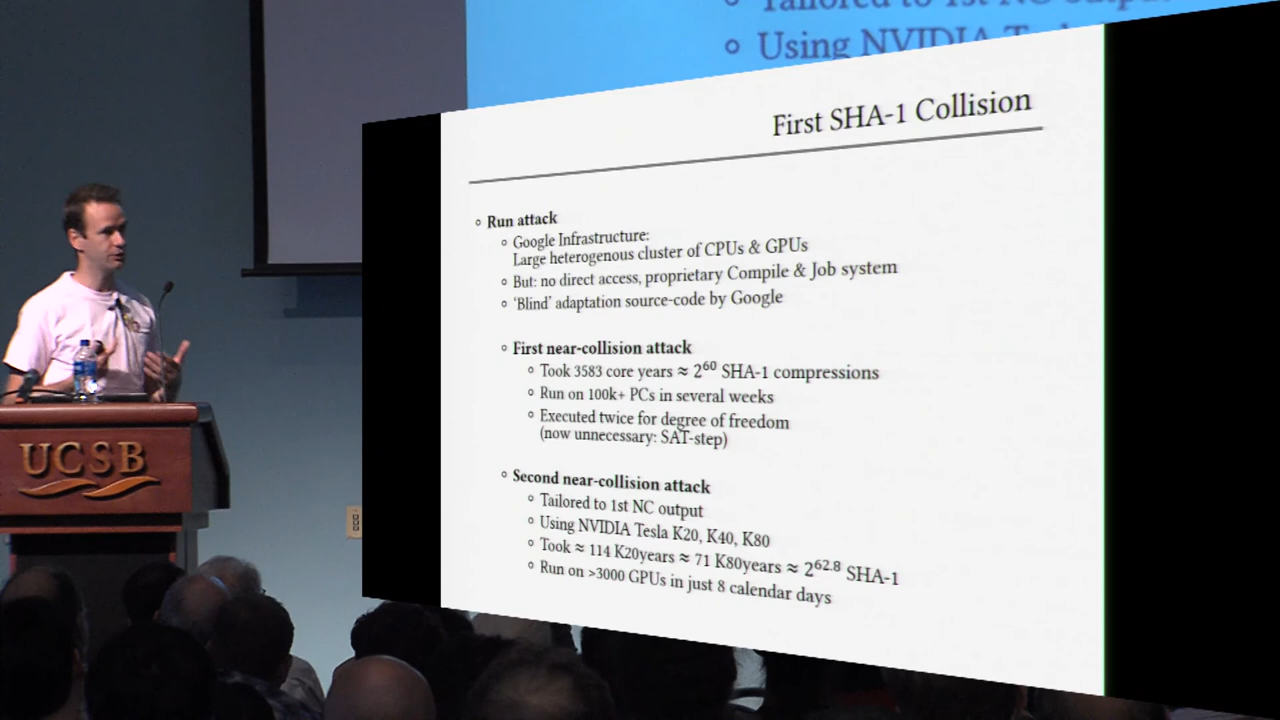 Tailored to 1st NC output
Using NVIDIA
First SHA-1 Collision
Run attack
Google Infrastructure:
Large heterogenous cluster of CPUs & GPUs
But: no direct access, proprietary Compile & Job system
‘Blind’ adaptation source-code by Google
First near-collision attack
Took 3583 core years ≈ 2^60 SHA-1 compressions
Run on 100k+ PCs in several weeks
Executed twice for degree of freedom
(now unnecessary: SAT-step)
Second near-collision attack
Tailored to 1st NC output
Using NVIDIA Tesla K20, K40, K80
Took ≈ 114 K20years ≈ 71 K80years ≈ 2^62.8 SHA-1
Run on >3000 GPUs in just 8 calendar days
UCSB